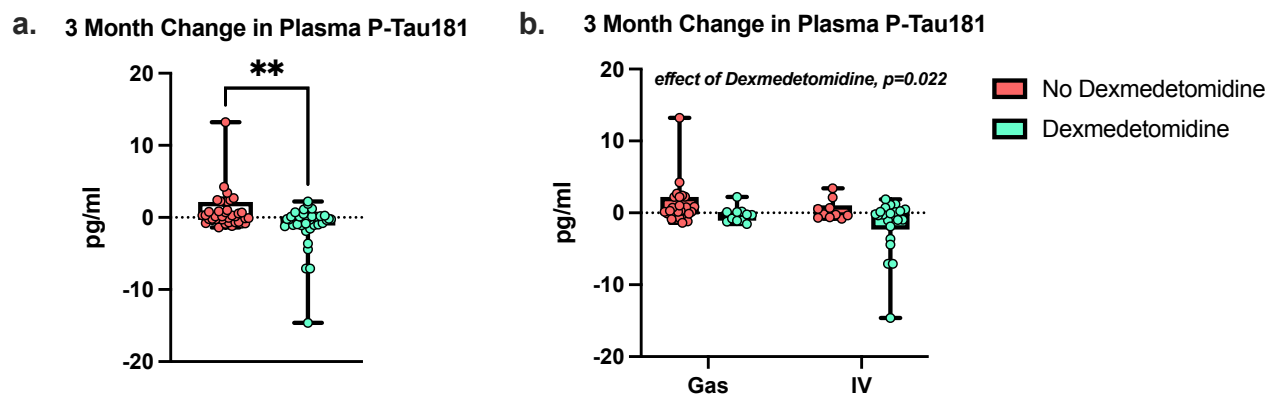 a. 3 Month Change in Plasma P-Tau181
**
20
10
0
-10
-20
pg/ml
b. 3 Month Change in Plasma P-Tau181
effect of Dexmedetomidine, p=0.022
20
10
0
-10
-20
pg/ml
Gas IV
No Dexmedetomidine
Dexmedetomidine